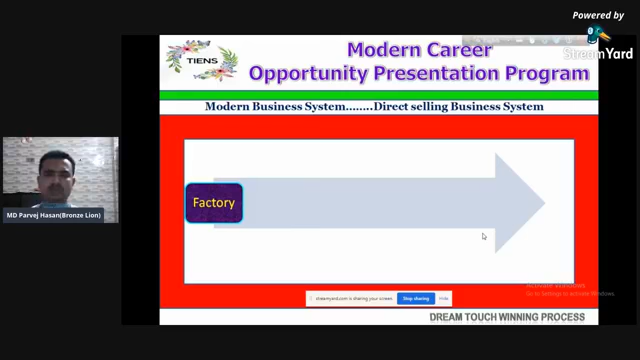 Powered by
StreamYard
TIENS
Modern Career
Opportunity Presentation Program
Modern Business System........Direct selling Business System
Factory
MD Parvej Hasan(Bronze Lion)
streamyard.com is sharing your screen.
Stop sharing
Hide
Activate Windows
Go to Settings to activate Windows.
DREAM TOUCH WINNING PROCESS